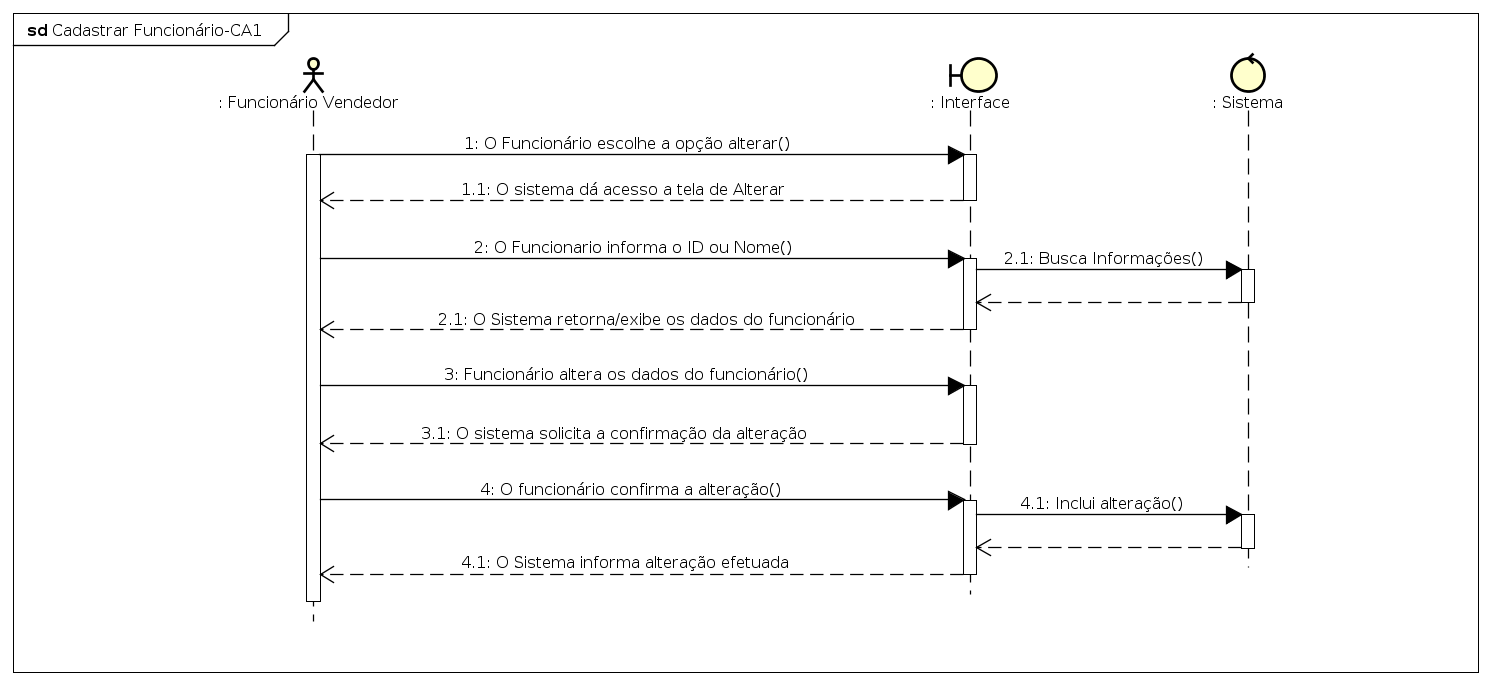 sd Cadastrar Funcionário-CA1
: Funcionário Vendedor
: Interface
: Sistema
1: O Funcionário escolhe a opção alterar()
1.1: O sistema dá acesso a tela de Alterar
2: O Funcionario informa o ID ou Nome()
2.1: Busca Informações()
2.1: O Sistema retorna/exibe os dados do funcionário
3: Funcionário altera os dados do funcionário()
3.1: O sistema solicita a confirmação da alteração
4: O funcionário confirma a alteração()
4.1: Inclui alteração()
4.1: O Sistema informa alteração efetuada